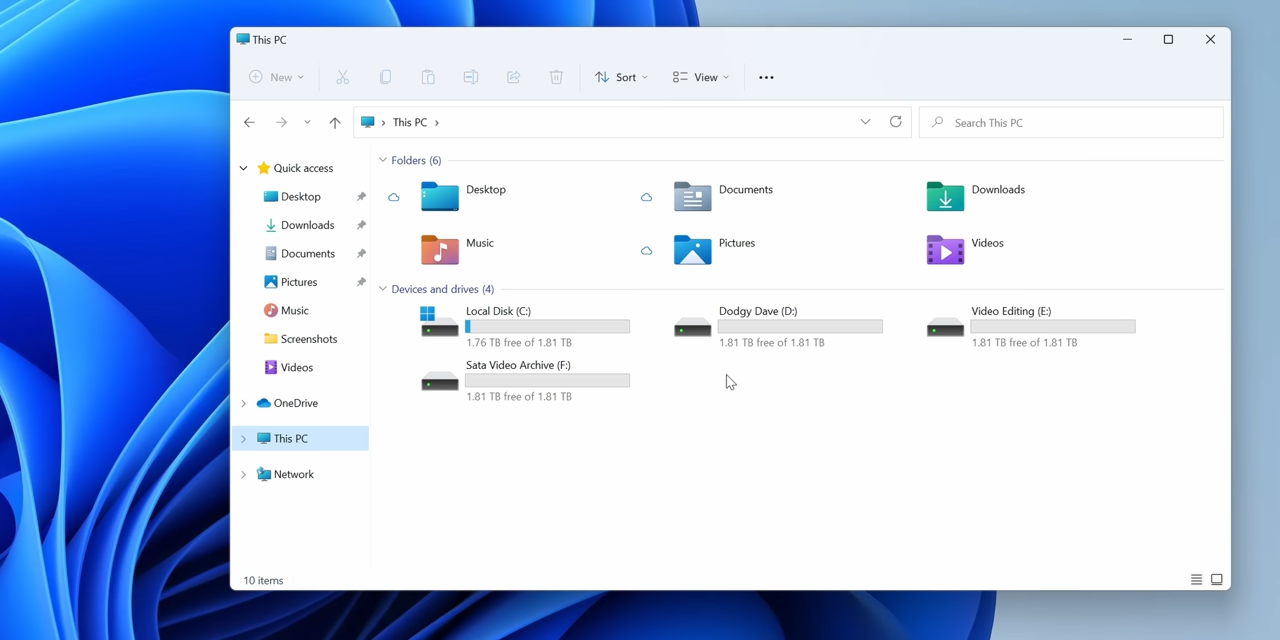 This PC
New
Sort
View
This PC
Search This PC
Quick access
Desktop
Downloads
Documents
Pictures
Music
Screenshots
Videos
OneDrive
This PC
Network
Folders (6)
Desktop
Documents
Downloads
Music
Pictures
Videos
Devices and drives (4)
Local Disk (C:)
1.76 TB free of 1.81 TB
Dodgy Dave (D:)
1.81 TB free of 1.81 TB
Video Editing (E:)
1.81 TB free of 1.81 TB
Sata Video Archive (F:)
1.81 TB free of 1.81 TB
10 items